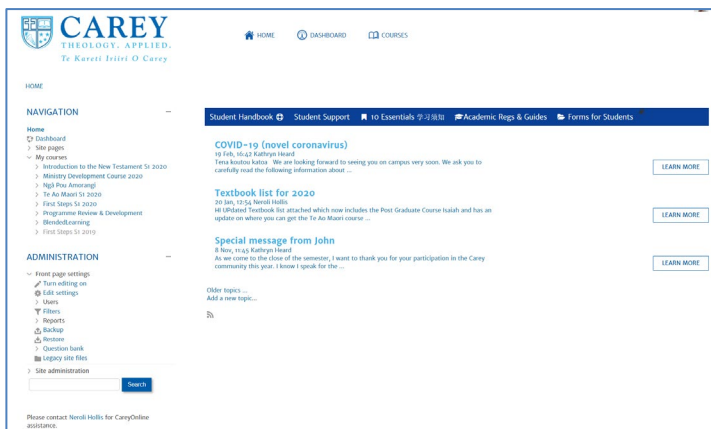 CAREY
THEOLOGY. APPLIED.
Te Kareti Iriiri O Carey
HOME
DASHBOARD
COURSES
HOME
NAVIGATION
Home
Dashboard
Site pages
My courses
Introduction to the New Testament S1 2020
Ministry Development Course 2020
Ngā Pou Amorangi
Te Ao Maori S1 2020
First Steps S1 2020
Programme Review & Development
BlendedLearning
First Steps S1 2019
ADMINISTRATION
Front page settings
Turn editing on
Edit settings
Users
Filters
Reports
Backup
Restore
Question bank
Legacy site files
Site administration
Search
Please contact Neroli Hollis for CareyOnline
assistance.
Student Handbook Student Support 10 Essentials 学习须知 Academic Regs & Guides Forms for Students
COVID-19 (novel coronavirus)
19 Feb, 16:42 Kathryn Heard
Tena koutou katoa We are looking forward to seeing you on campus very soon. We ask you to
carefully read the following information about ...
LEARN MORE
Textbook list for 2020
20 Jan, 12:54 Neroli Hollis
HI UPdated Textbook list attached which now includes the Post Graduate Course Isaiah and has an
update on where you can get the Te Ao Maori course ...
LEARN MORE
Special message from John
8 Nov, 11:45 Kathryn Heard
As we come to the close of the semester, I want to thank you for your participation in the Carey
community this year. I know I speak for the ...
LEARN MORE
Older topics ...
Add a new topic...